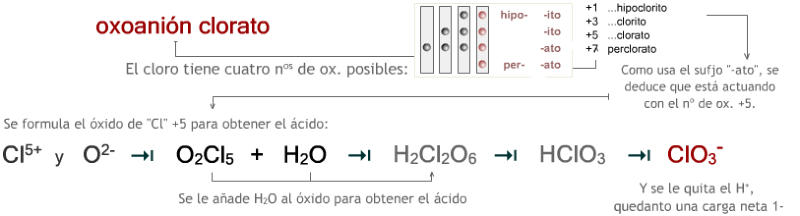 oxoanión clorato
hipo- -ito
-ito
-ato
per- -ato
+1 ...hipoclorito
+3 ...clorito
+5 ...clorato
+7 perclorato
El cloro tiene cuatro nos de ox. posibles:
Como usa el sufjo "-ato", se
deduce que está actuando
con el nº de ox. +5.
Se formula el óxido de "Cl" +5 para obtener el ácido:
Cl5+ y O2- → O2Cl5 + H2O → H2Cl2O6 → HClO3 → ClO3-
Se le añade H2O al óxido para obtener el ácido
Y se le quita el H+,
quedanto una carga neta 1-